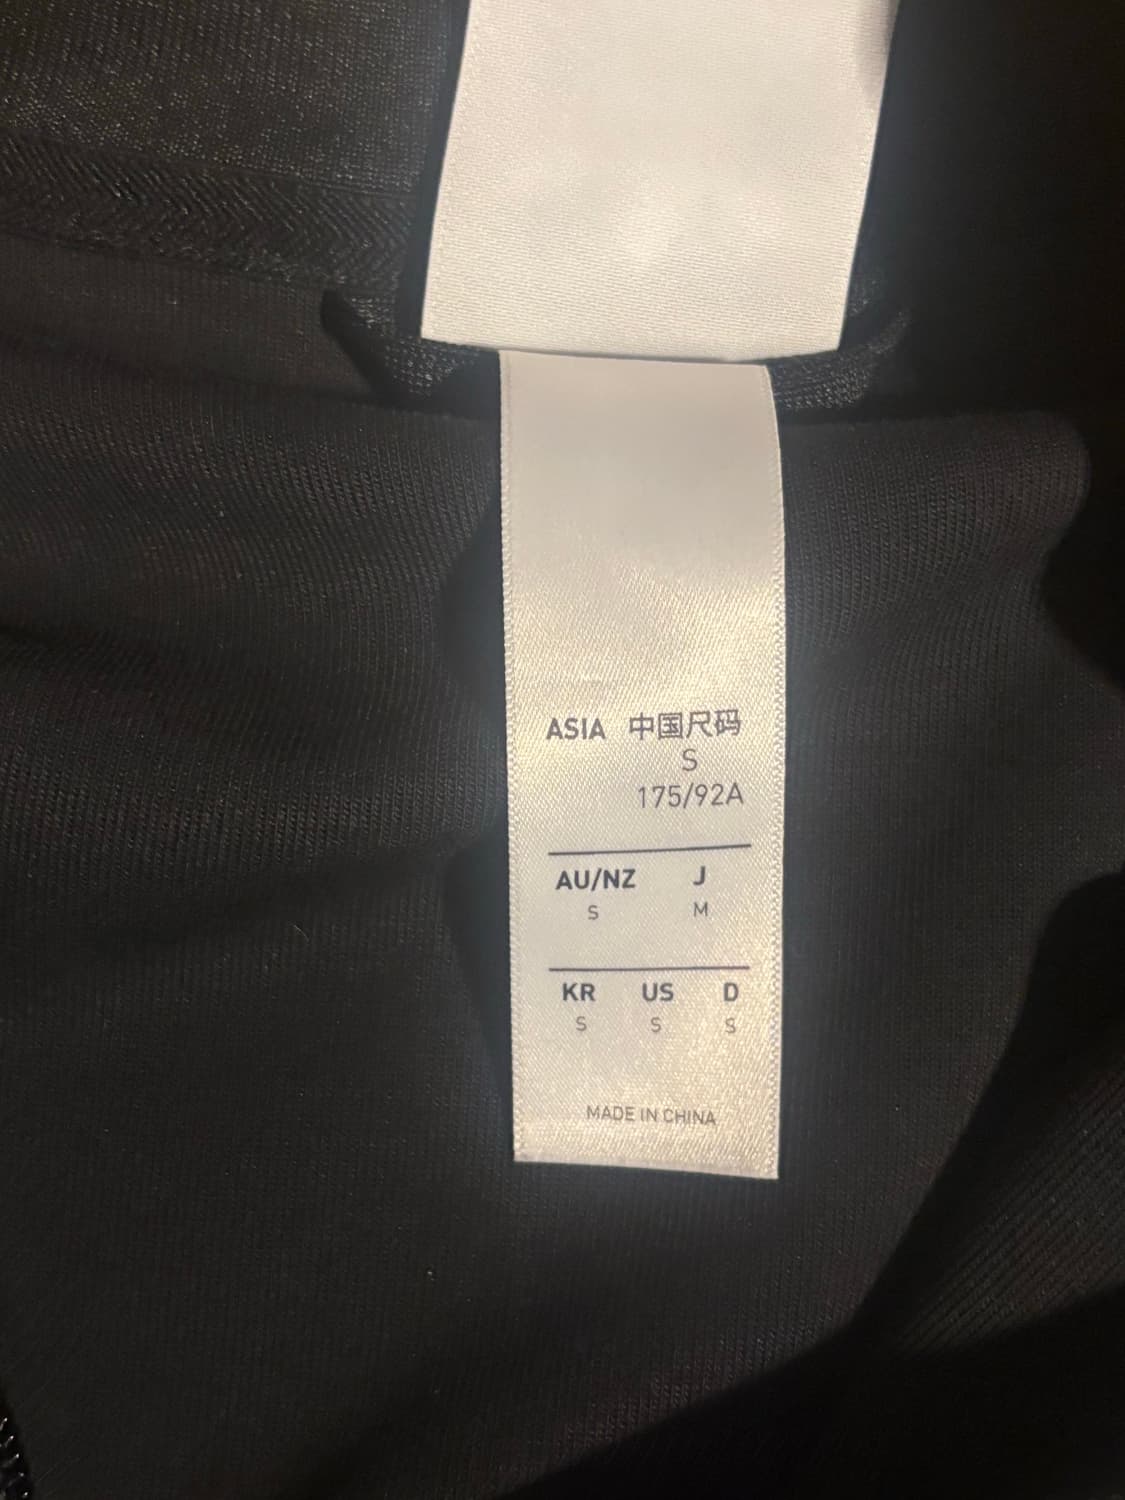 ASIA 中国尺码
S
175/92A
AU/NZ J
S M
KR US D
S S S
MADE IN CHINA